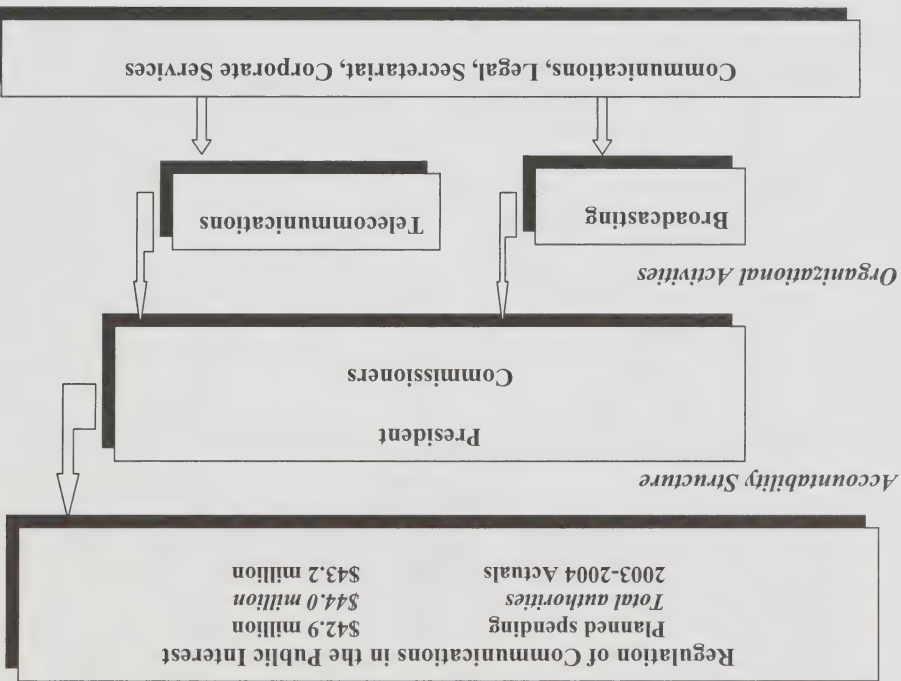 Regulation of Communications in the Public Interest
Planned spending $42.9 million
Total authorities $44.0 million
2003-2004 Actuals $43.2 million
Accountability Structure
President
Commissioners
Organizational Activities
Broadcasting
Telecommunications
Communications, Legal, Secretariat, Corporate Services